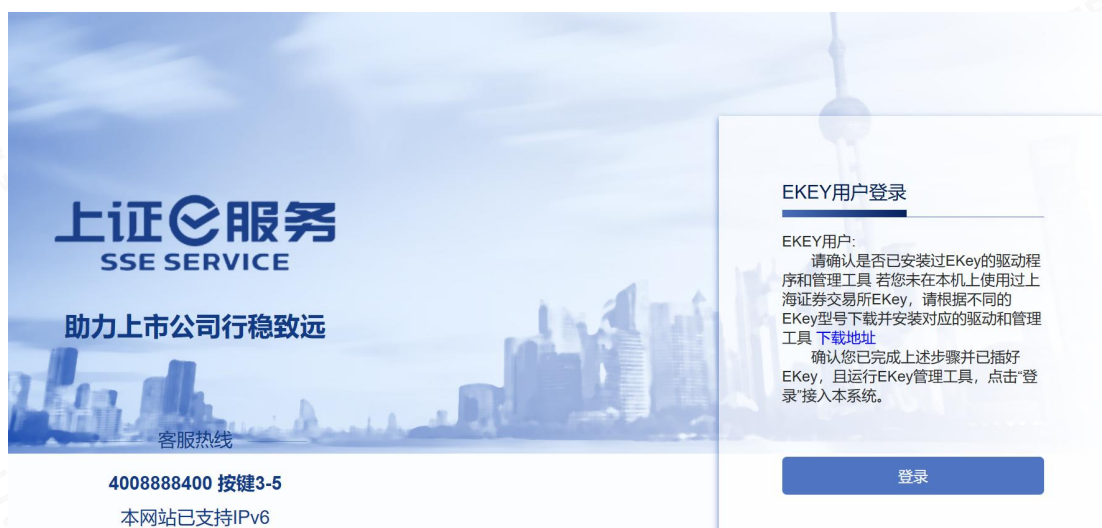 上证e服务
SSE SERVICE
助力上市公司行稳致远
客服热线
4008888400 按键3-5
本网站已支持IPv6
EKEY用户登录
EKEY用户:
请确认是否已安装过EKey的驱动程
序和管理工具 若您未在本机上使用过上
海证券交易所EKey，请根据不同的
EKey型号下载并安装对应的驱动和管理
工具 下载地址
确认您已完成上述步骤并已插好
EKey，且运行EKey管理工具，点击“登
录”接入本系统。
登录